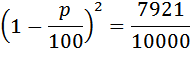 (1 − p/100)² = 7921/10000